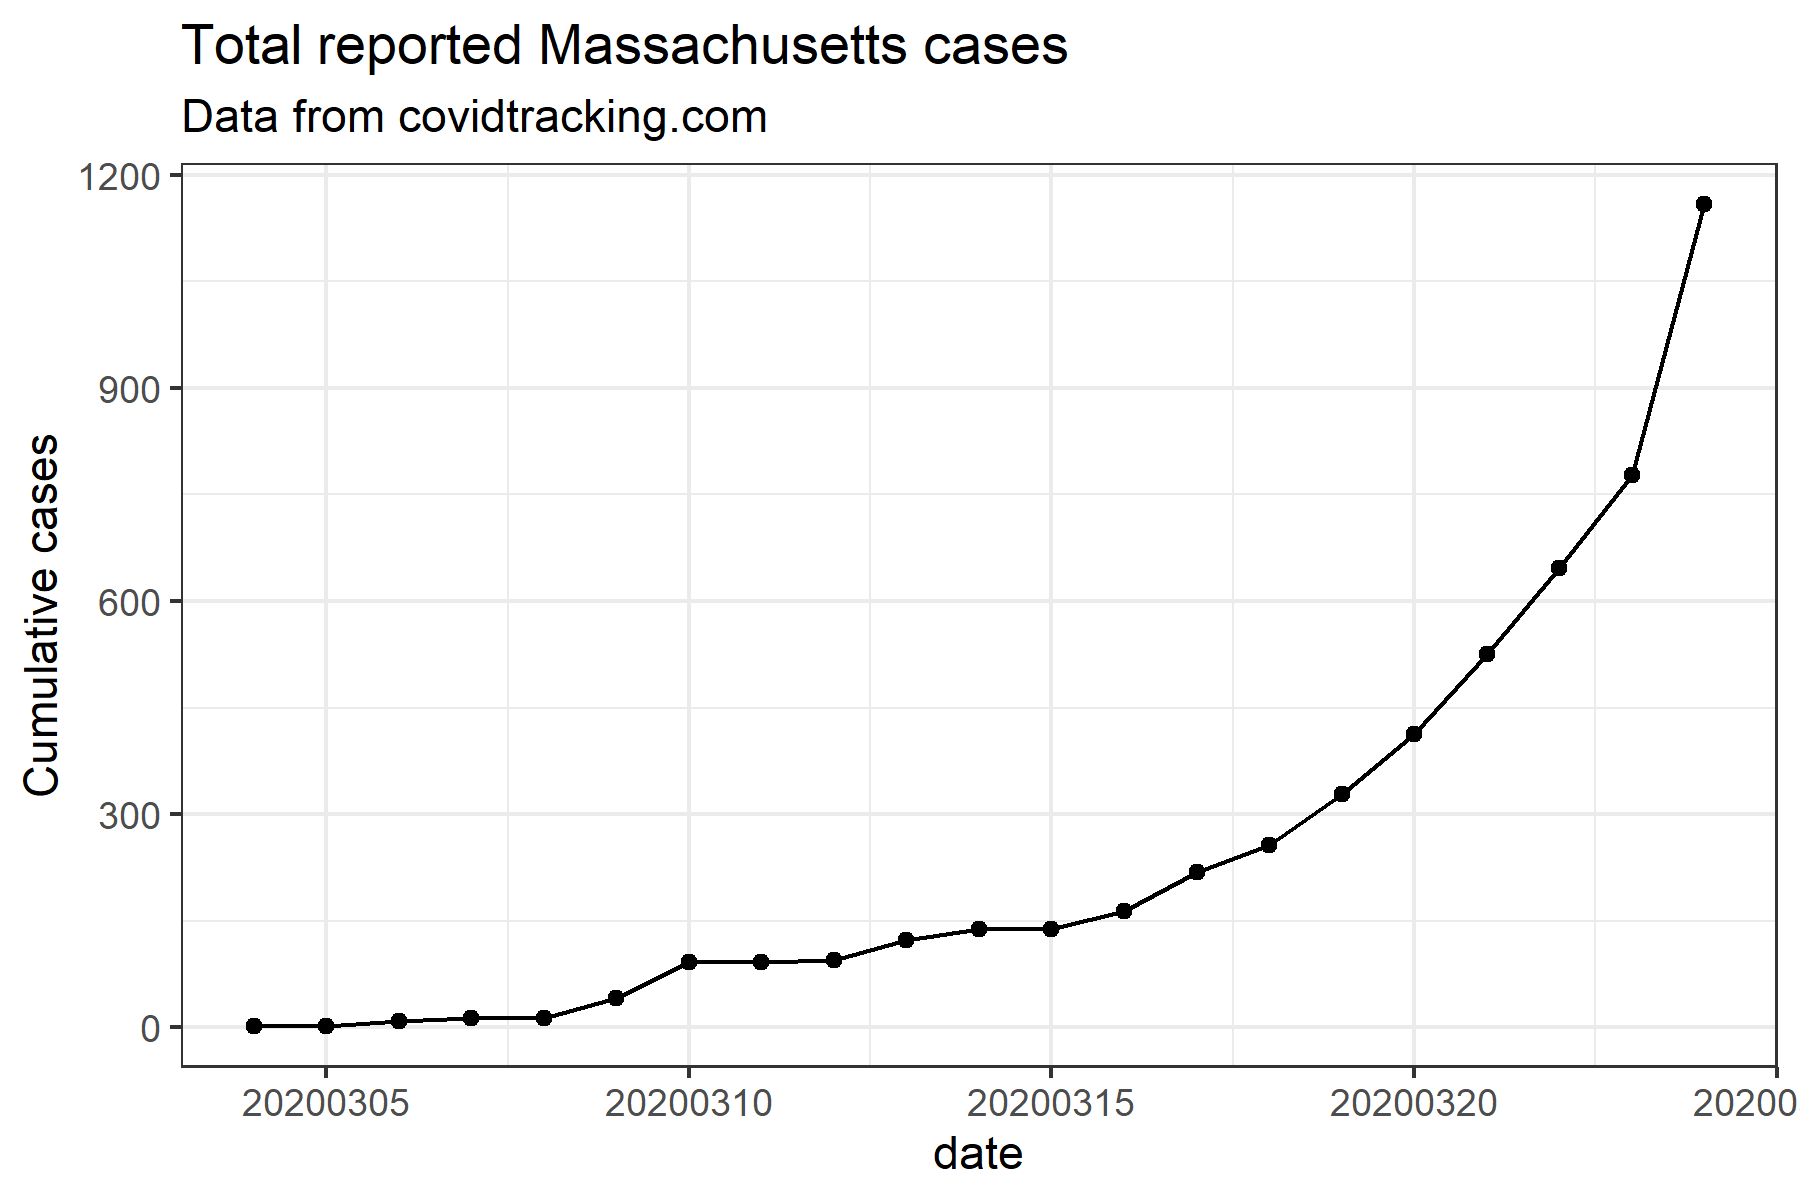 Total reported Massachusetts cases
Data from covidtracking.com
1200
900
600
300
0
Cumulative cases
20200305 20200310 20200315 20200320 20200
date